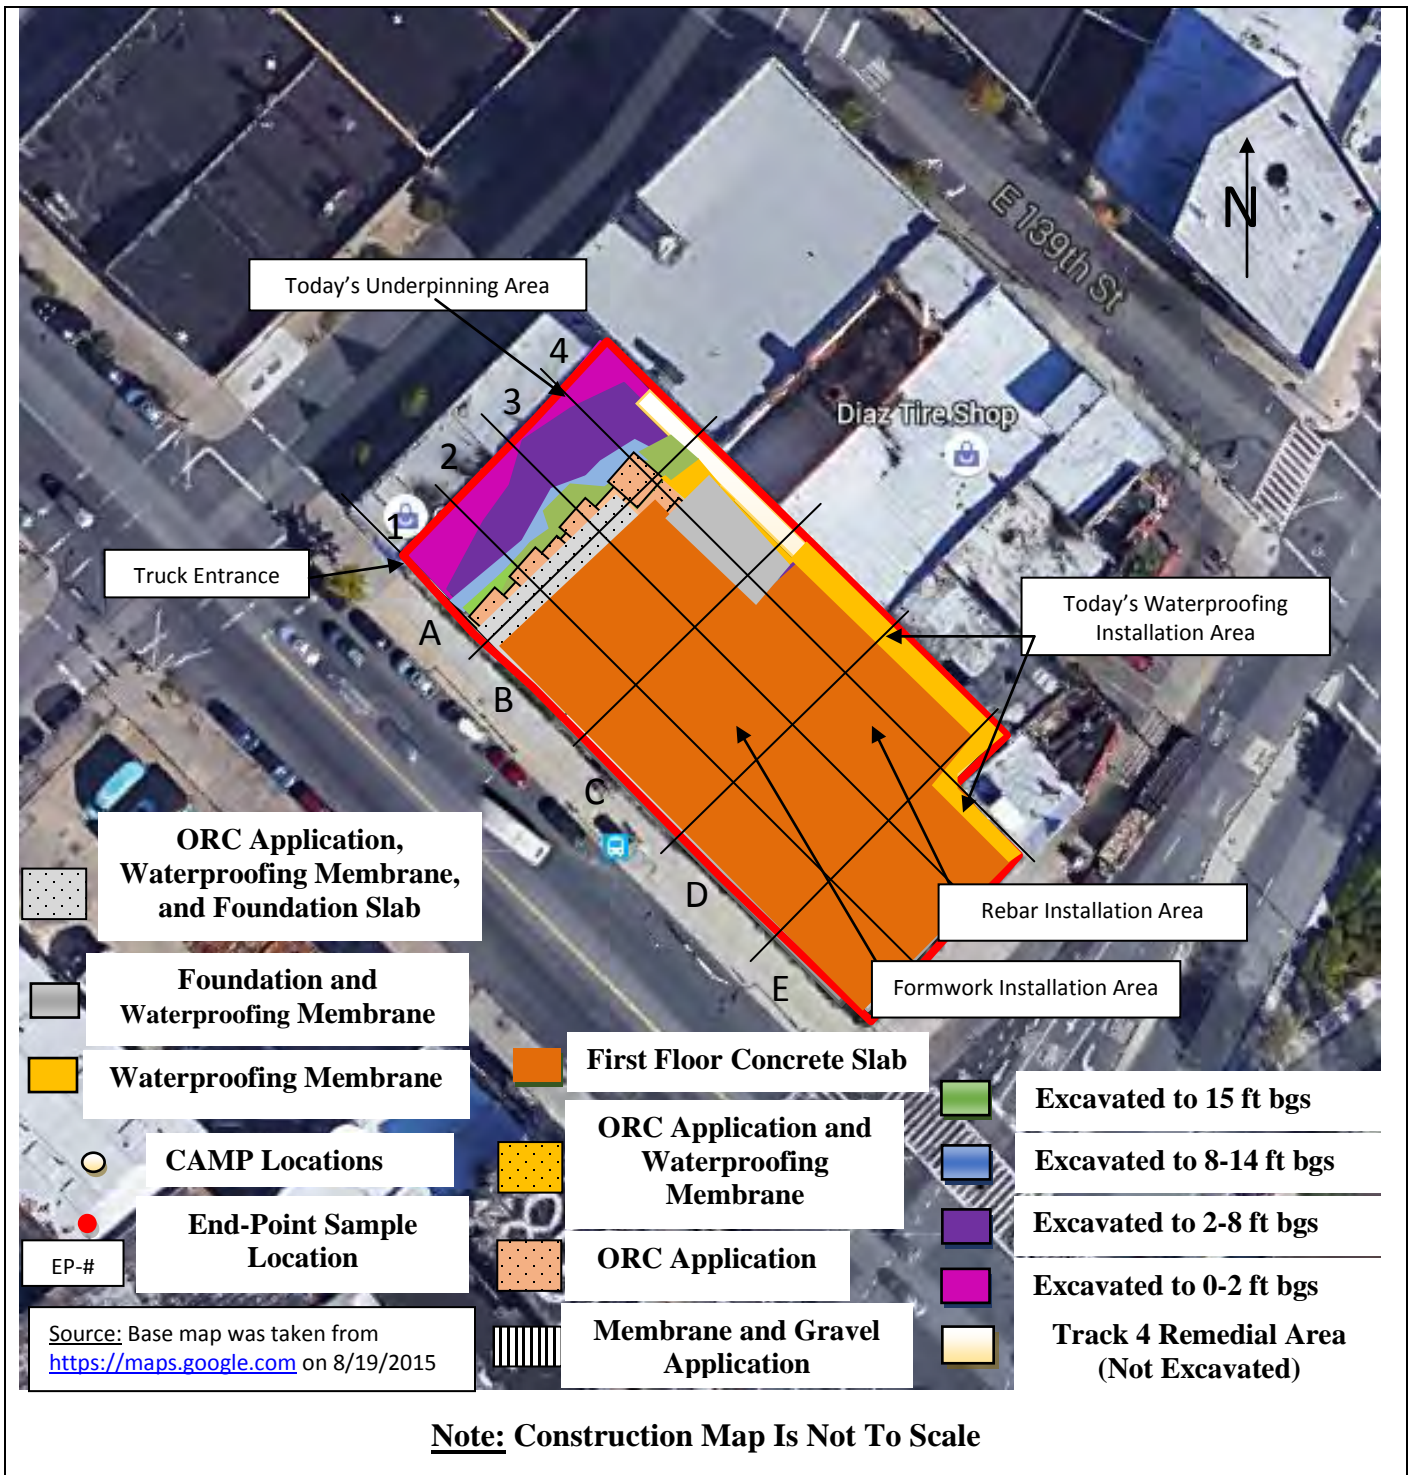 E 139th St
N
Today's Underpinning Area
4
3
Diaz Tire Shop
2
1
Truck Entrance
Today's Waterproofing
Installation Area
A
B
C
D
E
Rebar Installation Area
Formwork Installation Area
ORC Application,
Waterproofing Membrane,
and Foundation Slab
Foundation and
Waterproofing Membrane
Waterproofing Membrane
CAMP Locations
End-Point Sample
Location
EP-#
Source: Base map was taken from
https://maps.google.com on 8/19/2015
First Floor Concrete Slab
ORC Application and
Waterproofing
Membrane
ORC Application
Membrane and Gravel
Application
Excavated to 15 ft bgs
Excavated to 8-14 ft bgs
Excavated to 2-8 ft bgs
Excavated to 0-2 ft bgs
Track 4 Remedial Area
(Not Excavated)
Note: Construction Map Is Not To Scale